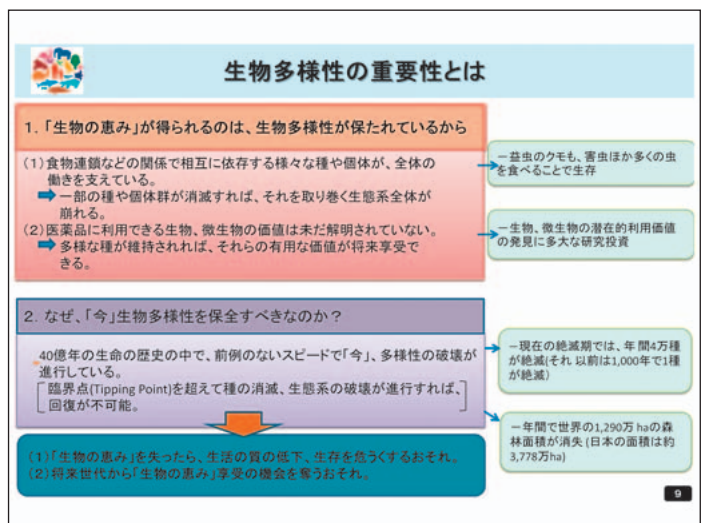 生物多様性の重要性とは
1．「生物の恵み」が得られるのは、生物多様性が保たれているから
（1）食物連鎖などの関係で相互に依存する様々な種や個体が、全体の
働きを支えている。
➡ 一部の種や個体群が消滅すれば、それを取り巻く生態系全体が
崩れる。
（2）医薬品に利用できる生物、微生物の価値は未だ解明されていない。
➡ 多様な種が維持されれば、それらの有用な価値が将来享受で
きる。
－益虫のクモも、害虫ほか多くの虫
を食べることで生存
－生物、微生物の潜在的利用価値
の発見に多大な研究投資
2．なぜ、「今」生物多様性を保全すべきなのか？
40億年の生命の歴史の中で、前例のないスピードで「今」、多様性の破壊が
進行している。
［臨界点(Tipping Point)を超えて種の消滅、生態系の破壊が進行すれば、
回復が不可能。］
－現在の絶滅期では、年間4万種
が絶滅(それ以前は1,000年で1種
が絶滅）
－年間で世界の1,290万haの森
林面積が消失(日本の面積は約
3,778万ha)
（1）「生物の恵み」を失ったら、生活の質の低下、生存を危うくするおそれ。
（2）将来世代から「生物の恵み」享受の機会を奪うおそれ。
9